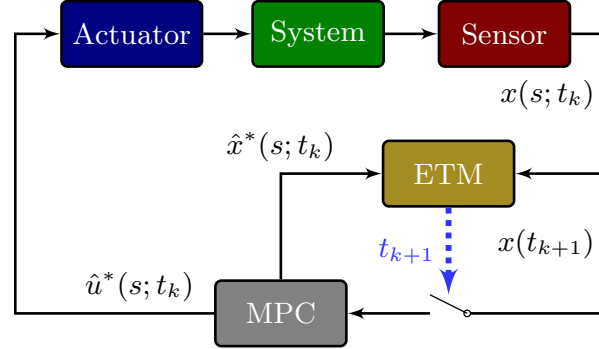 Actuator
System
Sensor
x(s; t_k)
x̂*(s; t_k)
ETM
t_{k+1}
x(t_{k+1})
û*(s; t_k)
MPC